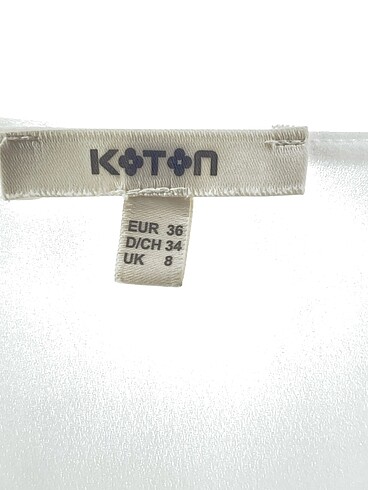 KOTON
EUR 36
D/CH 34
UK 8